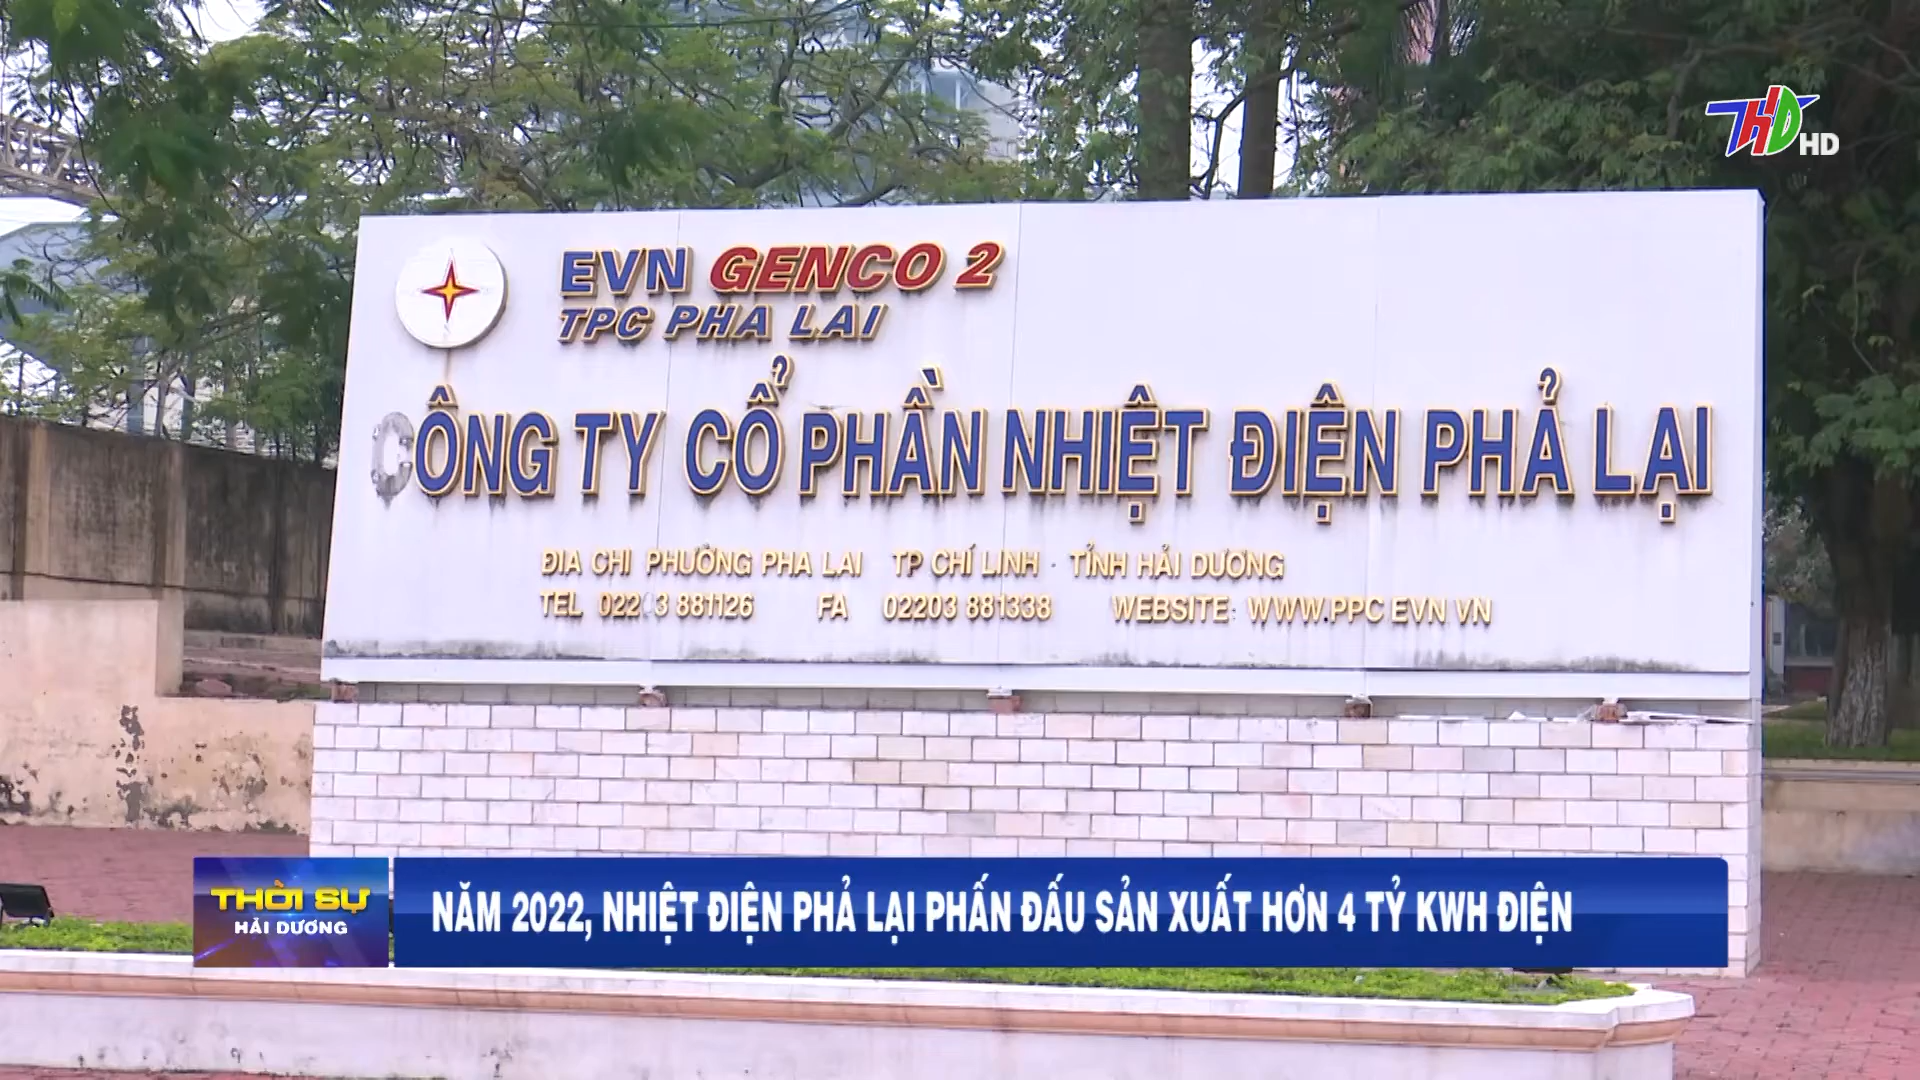 THD HD
EVN GENCO 2
TPC PHA LAI
CÔNG TY CỔ PHẦN NHIỆT ĐIỆN PHẢ LẠI
ĐIA CHI PHƯỜNG PHA LAI TP CHÍ LINH - TỈNH HẢI DƯƠNG
TEL 02203 881126 FA 02203 881338 WEBSITE: WWW.PPC EVN VN
THỜI SỰ
HẢI DƯƠNG
NĂM 2022, NHIỆT ĐIỆN PHẢ LẠI PHẤN ĐẤU SẢN XUẤT HƠN 4 TỶ KWH ĐIỆN